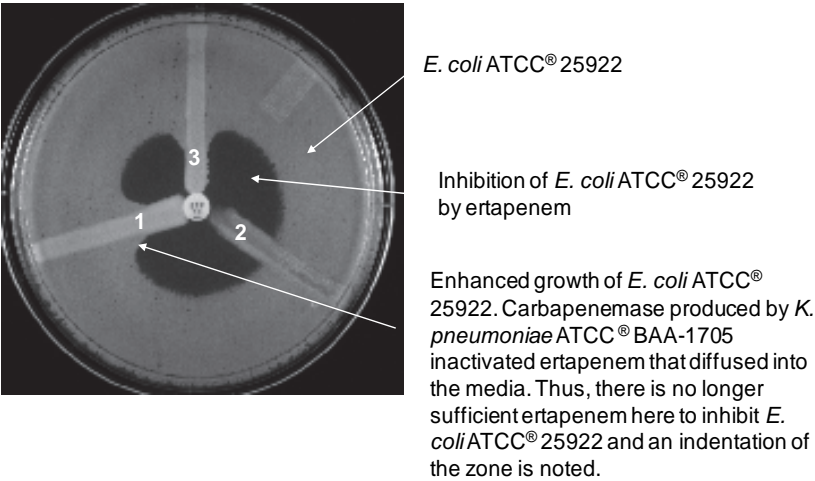 E. coli ATCC® 25922
Inhibition of E. coli ATCC® 25922
by ertapenem
3
1
2
Enhanced growth of E. coli ATCC®
25922. Carbapenemase produced by K.
pneumoniae ATCC® BAA-1705
inactivated ertapenem that diffused into
the media. Thus, there is no longer
sufficient ertapenem here to inhibit E.
coli ATCC® 25922 and an indentation of
the zone is noted.